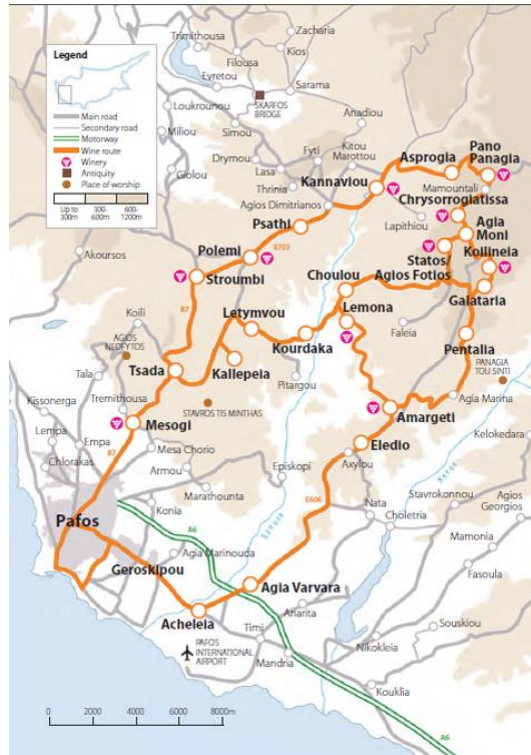 Trimithousa
Zacharia
Filousa
Kios
Evretou
Sarama
Legend
Main road
Secondary road
Motorway
Wine route
Winery
Antiquity
Place of worship
Up to
300m
300-
600m
600-
1200m
SKARFOS
BRIDGE
Loukrounou
Simou
Anadiou
Miliou
Fyti
Kitou
Marottou
Drymou
Lasa
Giolou
Thrinia
Kannaviou
Asprogia
Pano
Panagia
Mamountali
Chrysorrogiatissa
Agios Dimitrianos
Lapithiou
Psathi
Agia
Moni
Polemi
E703
Statos
Agios Fotios
Koilineia
Akoursos
Stroumbi
Choulou
Galataria
B7
Letymvou
Lemona
Koili
Kourdaka
Faleia
Pentalia
AGIOS
NEOFYTOS
Tsada
Kallepeia
Pitargou
PANAGIA
TOU SINTI
Tala
Kissonerga
Tremithousa
STAVROS TIS MINTHAS
Agia Marina
Amargeti
Lempa
Empa
Mesogi
Chlorakas
B7
Mesa Chorio
Eledio
Kelokedara
Armou
Axylou
Episkopi
Xeros
Marathounta
E606
Stavrokonnou
Pafos
Konia
Nata
Choletria
Agios
Georgios
A6
Ezousa
Mamonia
Agia Marinouda
Geroskipou
Fasoula
Agia Varvara
Acheleia
Anarita
Souskiou
Timi
PAFOS
INTERNATIONAL
AIRPORT
Mandria
Nikokleia
Kouklia
0 2000 4000 6000 8000m
A6